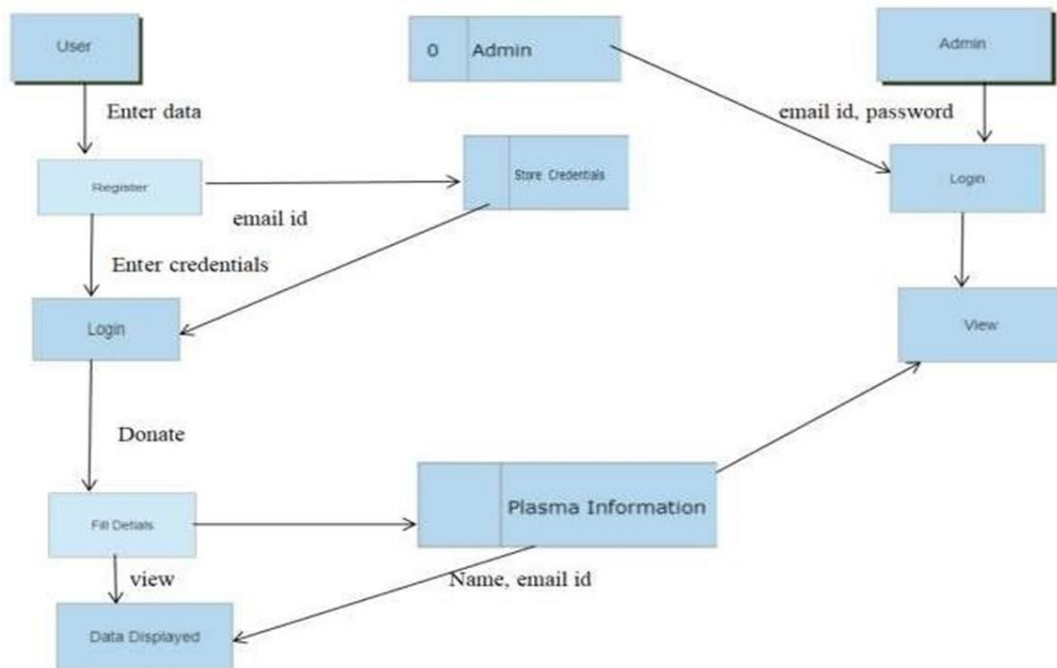 User
0 Admin
Admin
Enter data
email id, password
Register
Store Credentials
Login
email id
Enter credentials
Login
View
Donate
Plasma Information
Fill Detials
view
Name, email id
Data Displayed